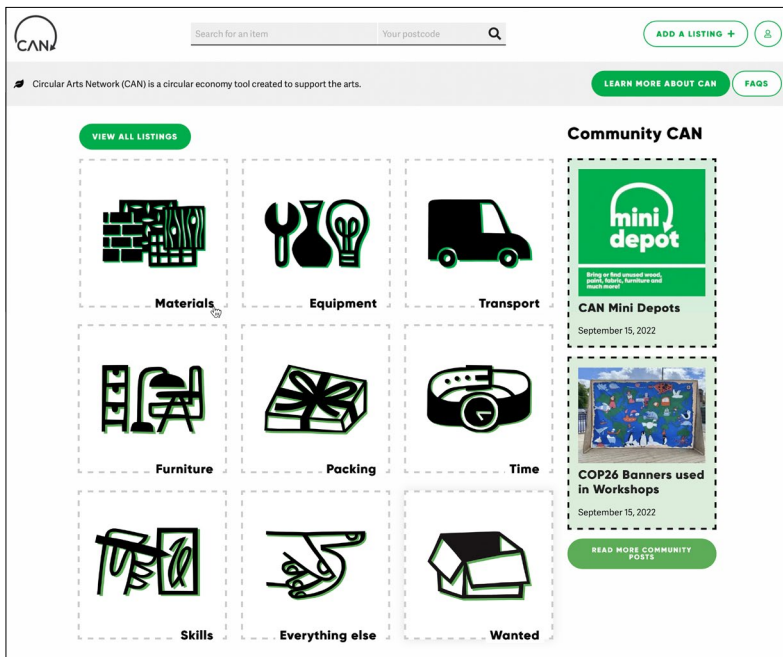 CAN
Search for an item
Your postcode
ADD A LISTING +
Circular Arts Network (CAN) is a circular economy tool created to support the arts.
LEARN MORE ABOUT CAN
FAQS
VIEW ALL LISTINGS
Materials
Equipment
Transport
Furniture
Packing
Time
Skills
Everything else
Wanted
Community CAN
mini
depot
Bring or find unused wood,
paint, fabric, furniture and
much more!
CAN Mini Depots
September 15, 2022
COP26 Banners used
in Workshops
September 15, 2022
READ MORE COMMUNITY
POSTS